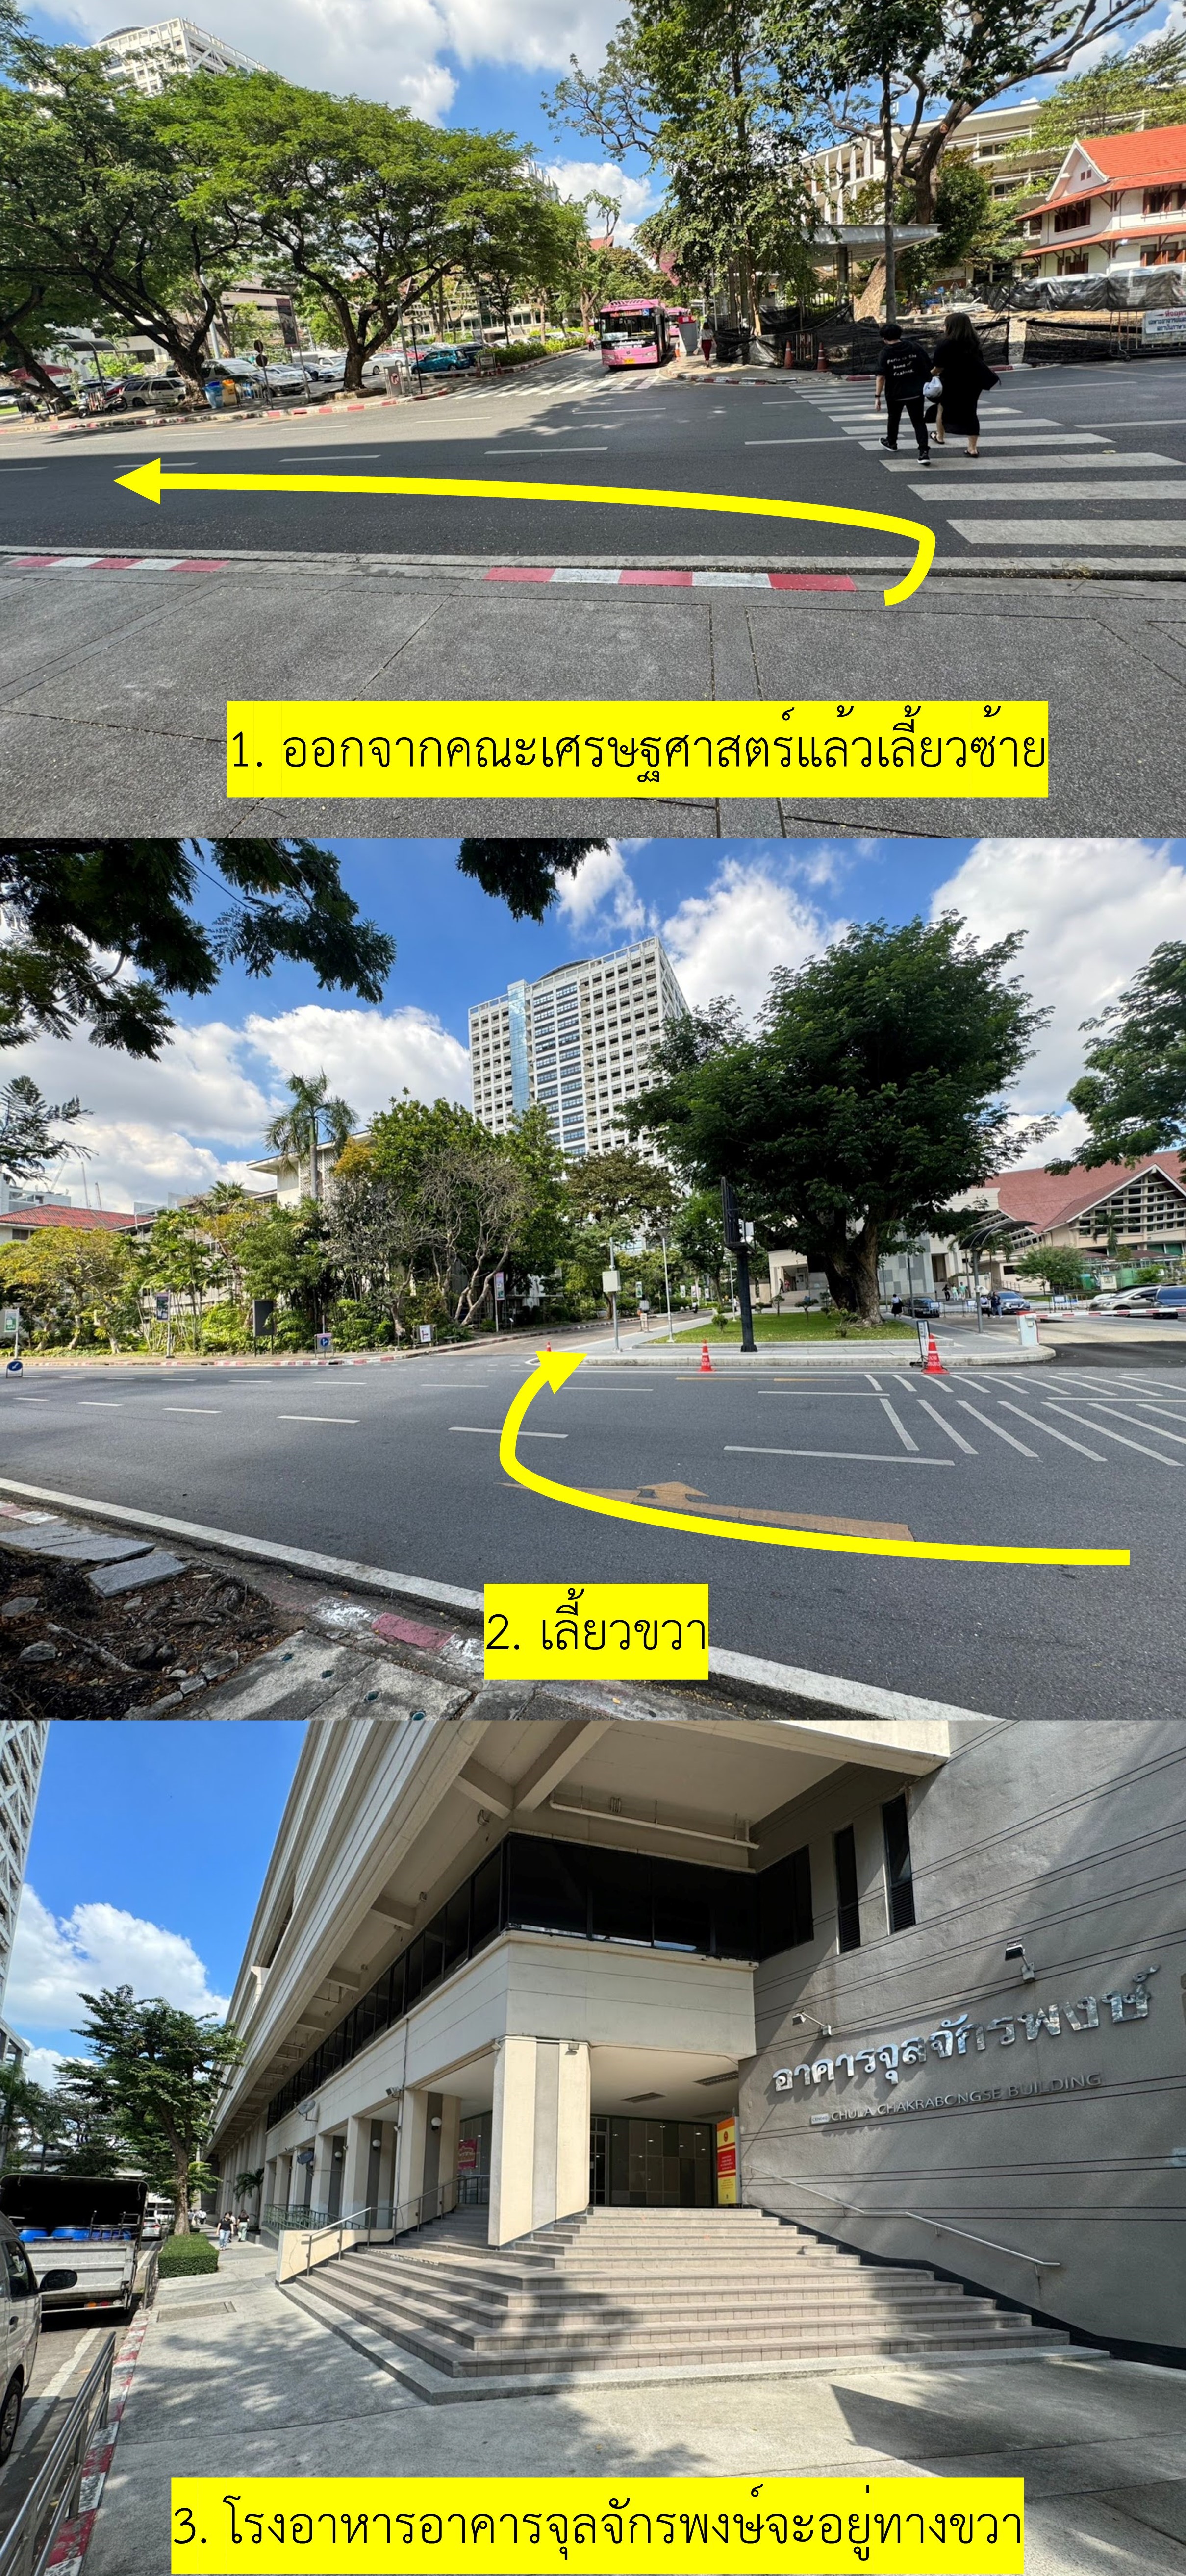 1. ออกจากคณะเศรษฐศาสตร์แล้วเลี้ยวซ้าย
2. เลี้ยวขวา
อาคารจุลจักรพงษ์
CHULA CHAKRABONGSE BUILDING
3. โรงอาหารอาคารจุลจักรพงษ์จะอยู่ทางขวา